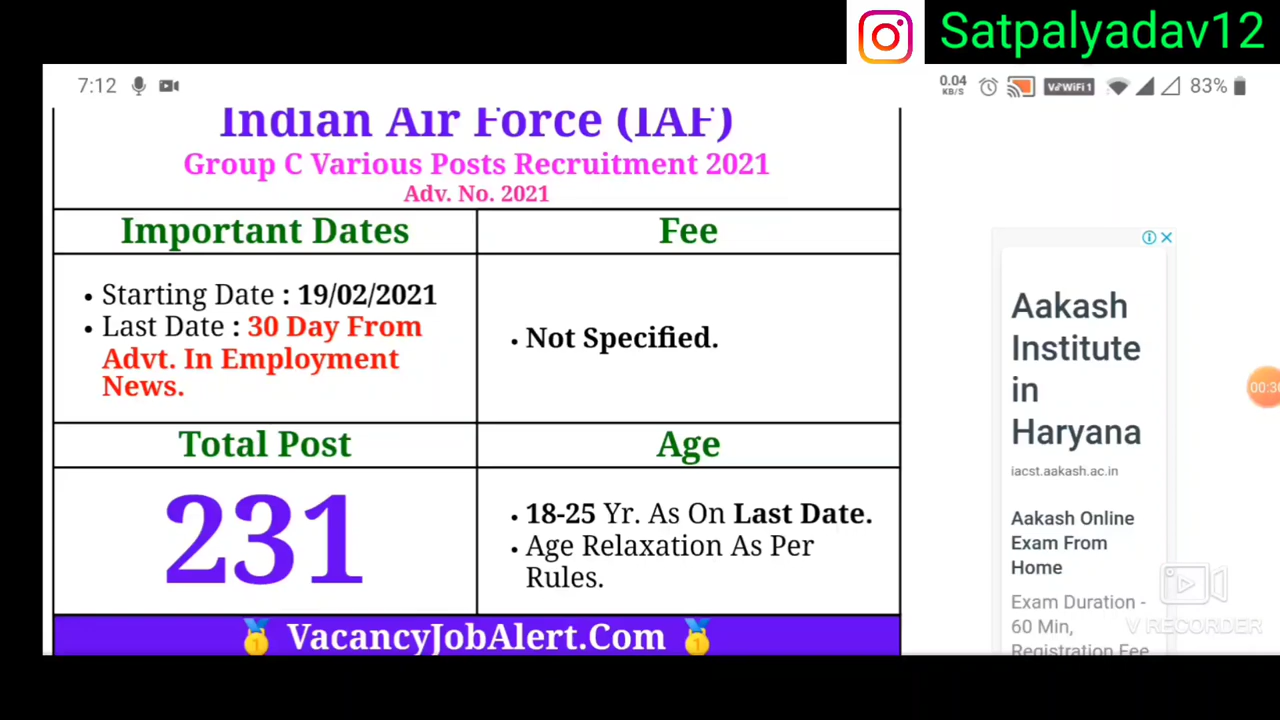 Satpalyadav12
7:12
0.04
KB/S
Vo WiFi 1
83%
Indian Air Force (IAF)
Group C Various Posts Recruitment 2021
Adv. No. 2021
Important Dates
Fee
• Starting Date : 19/02/2021
• Last Date : 30 Day From
Advt. In Employment
News.
• Not Specified.
Total Post
Age
231
• 18-25 Yr. As On Last Date.
• Age Relaxation As Per
Rules.
🥇 VacancyJobAlert.Com 🥇
Aakash
Institute
in
Haryana
iacst.aakash.ac.in
Aakash Online
Exam From
Home
Exam Duration -
60 Min,
Registration Fee
V RECORDER